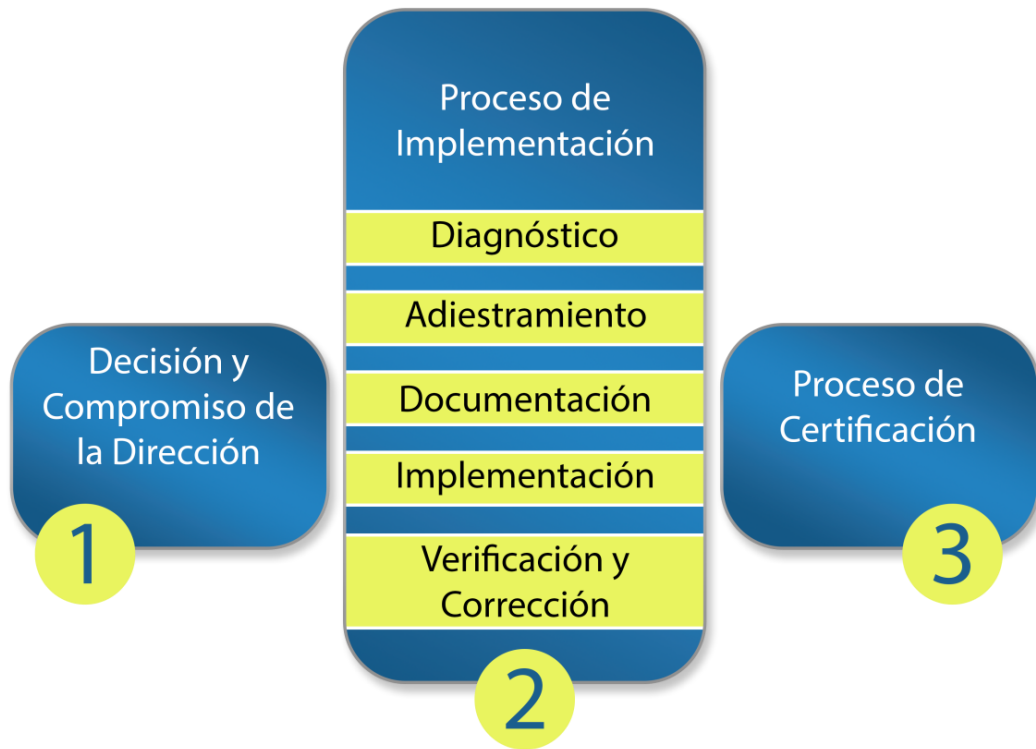 Decisión y
Compromiso de
la Dirección
1
Proceso de
Implementación
Diagnóstico
Adiestramiento
Documentación
Implementación
Verificación y
Corrección
2
Proceso de
Certificación
3